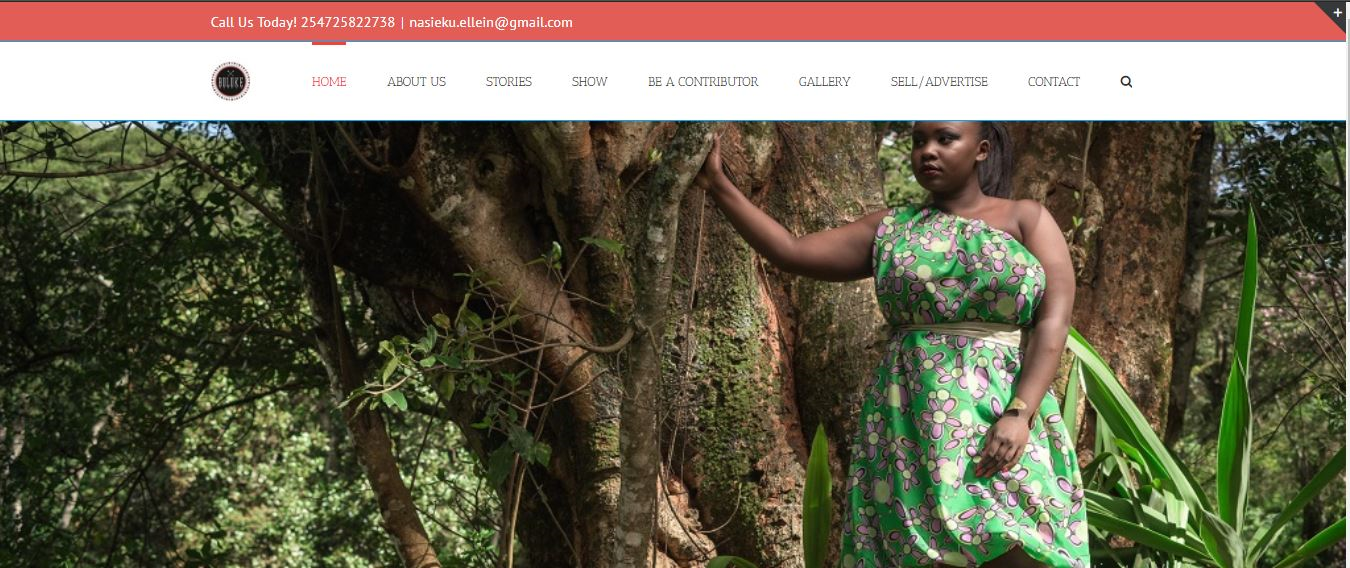 Call Us Today! 254725822738 | nasieku.ellein@gmail.com
HOME ABOUT US STORIES SHOW BE A CONTRIBUTOR GALLERY SELL/ADVERTISE CONTACT